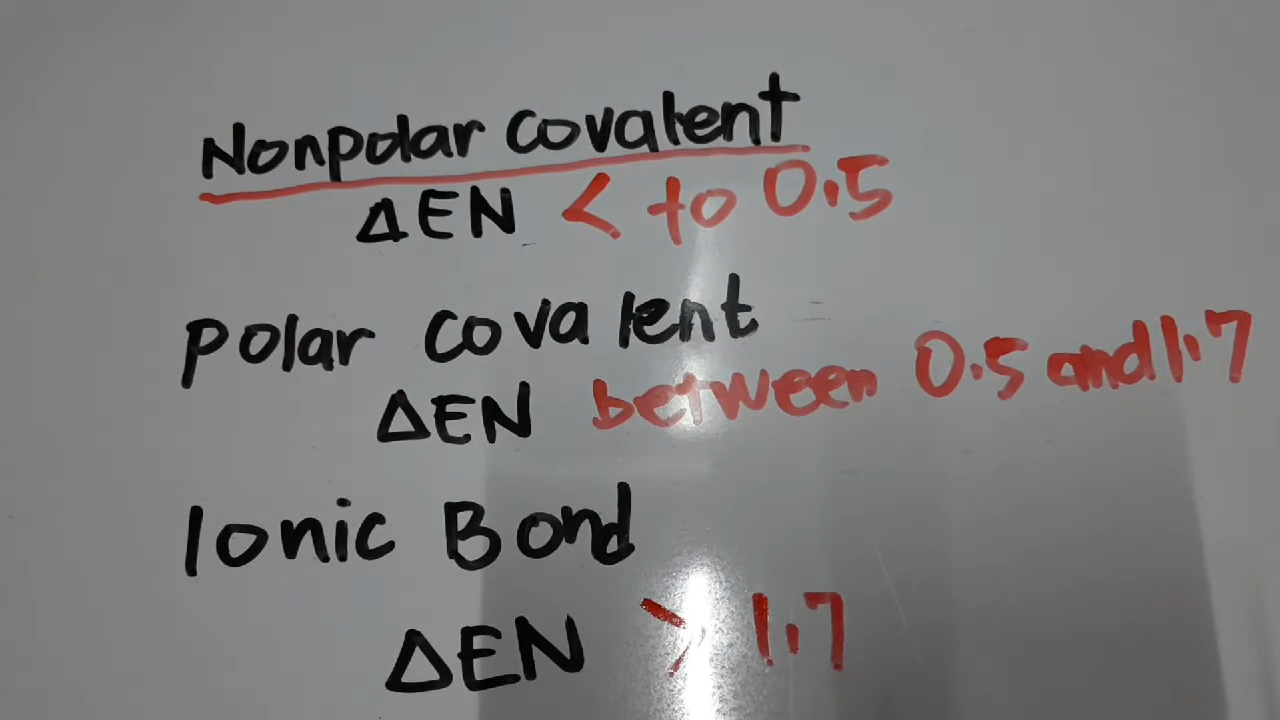 Nonpolar covalent
ΔEN < to 0.5
polar covalent
ΔEN between 0.5 and 1.7
Ionic Bond
ΔEN > 1.7